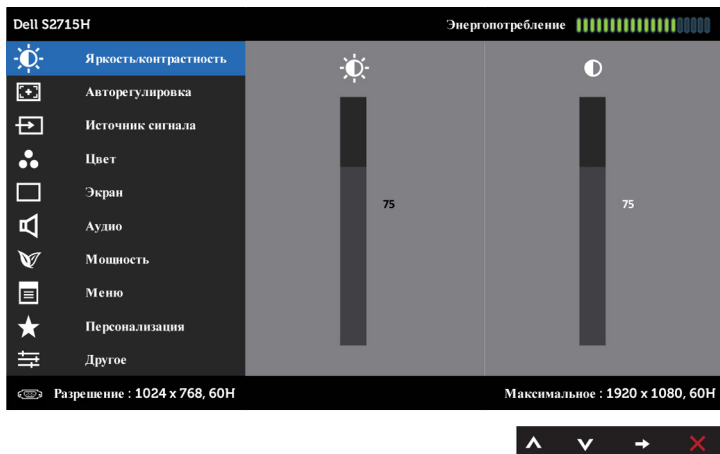 Dell S2715H Энергопотребление
Яркость/контрастность
Авторегулировка
Источник сигнала
Цвет
Экран
75 75
Аудио
Мощность
Меню
Персонализация
Другое
Разрешение : 1024 x 768, 60H Максимальное : 1920 x 1080, 60H